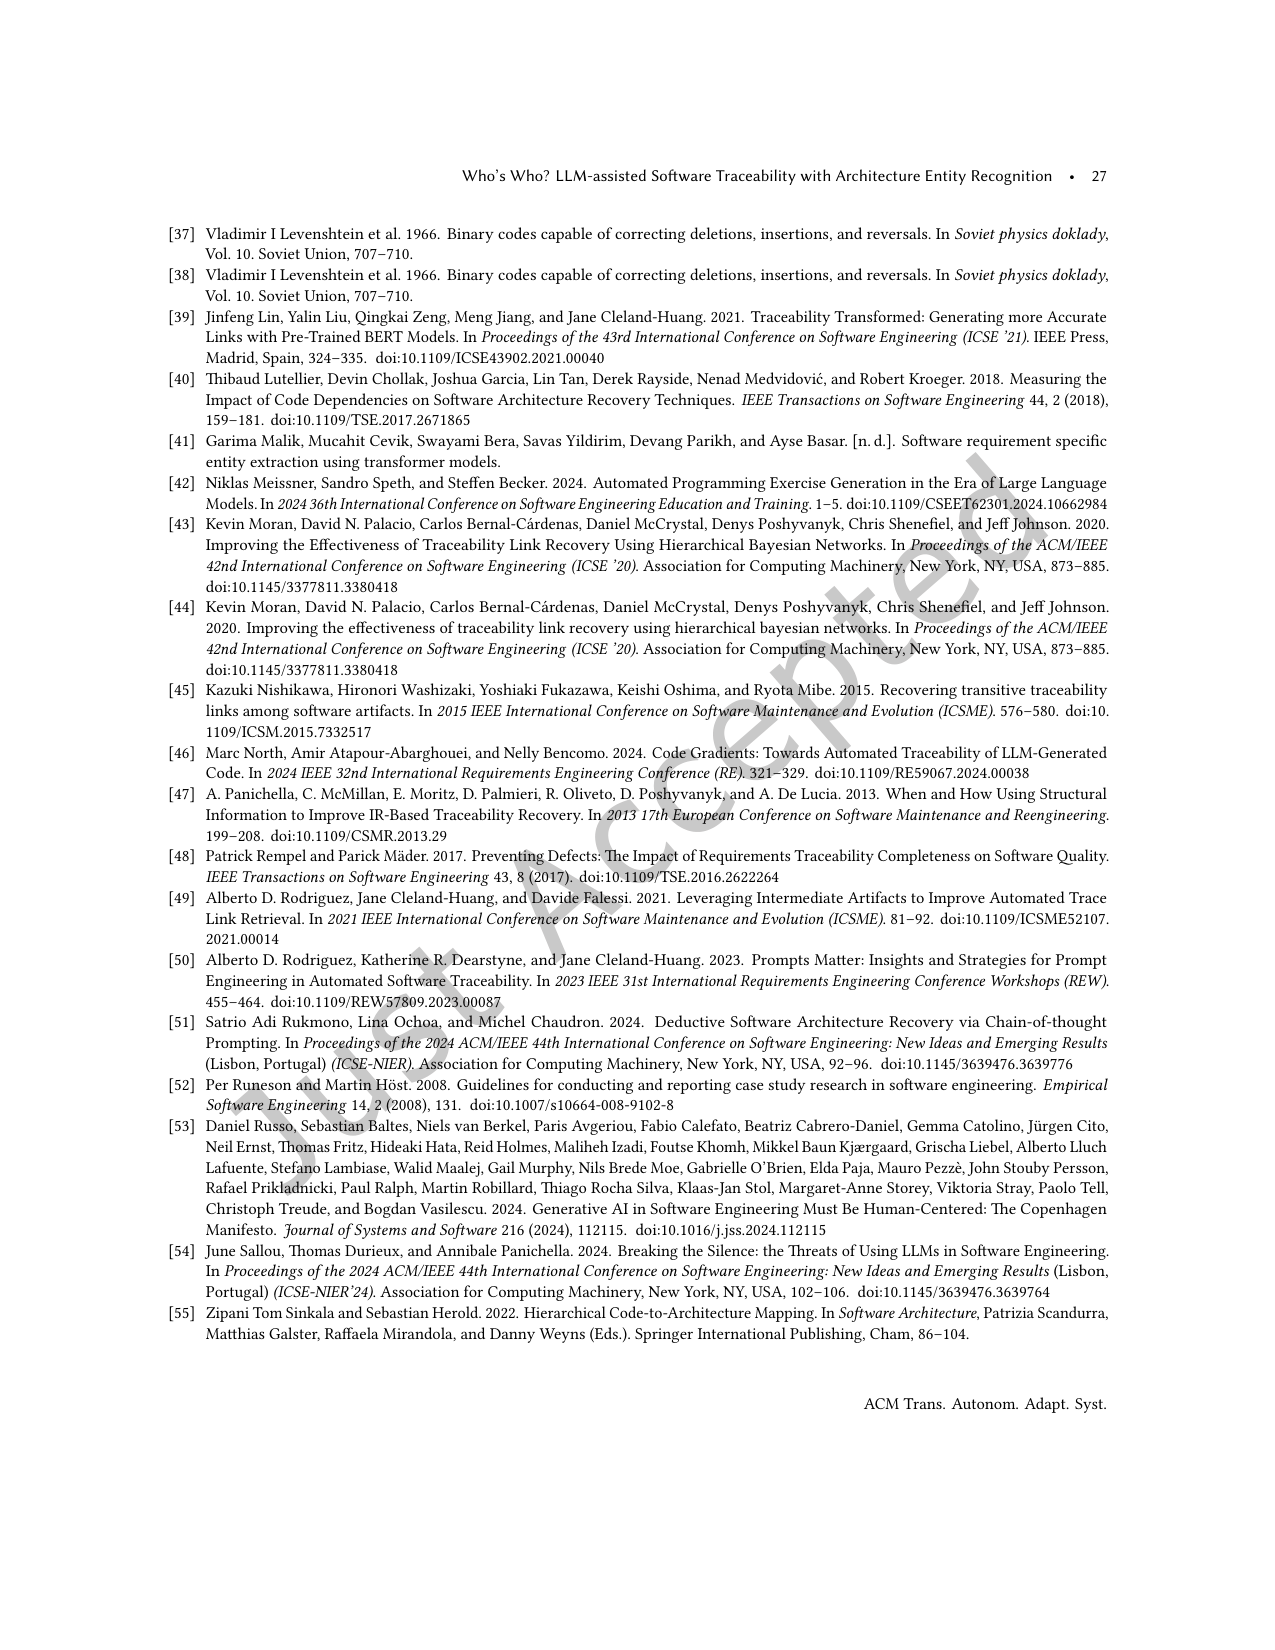 Who's Who? LLM-assisted Software Traceability with Architecture Entity Recognition • 27
[37] Vladimir I Levenshtein et al. 1966. Binary codes capable of correcting deletions, insertions, and reversals. In Soviet physics doklady,
Vol. 10. Soviet Union, 707–710.
[38] Vladimir I Levenshtein et al. 1966. Binary codes capable of correcting deletions, insertions, and reversals. In Soviet physics doklady,
Vol. 10. Soviet Union, 707–710.
[39] Jinfeng Lin, Yalin Liu, Qingkai Zeng, Meng Jiang, and Jane Cleland-Huang. 2021. Traceability Transformed: Generating more Accurate
Links with Pre-Trained BERT Models. In Proceedings of the 43rd International Conference on Software Engineering (ICSE '21). IEEE Press,
Madrid, Spain, 324–335. doi:10.1109/ICSE43902.2021.00040
[40] Thibaud Lutellier, Devin Chollak, Joshua Garcia, Lin Tan, Derek Rayside, Nenad Medvidović, and Robert Kroeger. 2018. Measuring the
Impact of Code Dependencies on Software Architecture Recovery Techniques. IEEE Transactions on Software Engineering 44, 2 (2018),
159–181. doi:10.1109/TSE.2017.2671865
[41] Garima Malik, Mucahit Cevik, Swayami Bera, Savas Yildirim, Devang Parikh, and Ayse Basar. [n. d.]. Software requirement specific
entity extraction using transformer models.
[42] Niklas Meissner, Sandro Speth, and Steffen Becker. 2024. Automated Programming Exercise Generation in the Era of Large Language
Models. In 2024 36th International Conference on Software Engineering Education and Training. 1–5. doi:10.1109/CSEET62301.2024.10662984
[43] Kevin Moran, David N. Palacio, Carlos Bernal-Cárdenas, Daniel McCrystal, Denys Poshyvanyk, Chris Shenefiel, and Jeff Johnson. 2020.
Improving the Effectiveness of Traceability Link Recovery Using Hierarchical Bayesian Networks. In Proceedings of the ACM/IEEE
42nd International Conference on Software Engineering (ICSE '20). Association for Computing Machinery, New York, NY, USA, 873–885.
doi:10.1145/3377811.3380418
[44] Kevin Moran, David N. Palacio, Carlos Bernal-Cárdenas, Daniel McCrystal, Denys Poshyvanyk, Chris Shenefiel, and Jeff Johnson.
2020. Improving the effectiveness of traceability link recovery using hierarchical bayesian networks. In Proceedings of the ACM/IEEE
42nd International Conference on Software Engineering (ICSE '20). Association for Computing Machinery, New York, NY, USA, 873–885.
doi:10.1145/3377811.3380418
[45] Kazuki Nishikawa, Hironori Washizaki, Yoshiaki Fukazawa, Keishi Oshima, and Ryota Mibe. 2015. Recovering transitive traceability
links among software artifacts. In 2015 IEEE International Conference on Software Maintenance and Evolution (ICSME). 576–580. doi:10.
1109/ICSM.2015.7332517
[46] Marc North, Amir Atapour-Abarghouei, and Nelly Bencomo. 2024. Code Gradients: Towards Automated Traceability of LLM-Generated
Code. In 2024 IEEE 32nd International Requirements Engineering Conference (RE). 321–329. doi:10.1109/RE59067.2024.00038
[47] A. Panichella, C. McMillan, E. Moritz, D. Palmieri, R. Oliveto, D. Poshyvanyk, and A. De Lucia. 2013. When and How Using Structural
Information to Improve IR-Based Traceability Recovery. In 2013 17th European Conference on Software Maintenance and Reengineering.
199–208. doi:10.1109/CSMR.2013.29
[48] Patrick Rempel and Parick Mäder. 2017. Preventing Defects: The Impact of Requirements Traceability Completeness on Software Quality.
IEEE Transactions on Software Engineering 43, 8 (2017). doi:10.1109/TSE.2016.2622264
[49] Alberto D. Rodriguez, Jane Cleland-Huang, and Davide Falessi. 2021. Leveraging Intermediate Artifacts to Improve Automated Trace
Link Retrieval. In 2021 IEEE International Conference on Software Maintenance and Evolution (ICSME). 81–92. doi:10.1109/ICSME52107.
2021.00014
[50] Alberto D. Rodriguez, Katherine R. Dearstyne, and Jane Cleland-Huang. 2023. Prompts Matter: Insights and Strategies for Prompt
Engineering in Automated Software Traceability. In 2023 IEEE 31st International Requirements Engineering Conference Workshops (REW).
455–464. doi:10.1109/REW57809.2023.00087
[51] Satrio Adi Rukmono, Lina Ochoa, and Michel Chaudron. 2024. Deductive Software Architecture Recovery via Chain-of-thought
Prompting. In Proceedings of the 2024 ACM/IEEE 44th International Conference on Software Engineering: New Ideas and Emerging Results
(Lisbon, Portugal) (ICSE-NIER). Association for Computing Machinery, New York, NY, USA, 92–96. doi:10.1145/3639476.3639776
[52] Per Runeson and Martin Höst. 2008. Guidelines for conducting and reporting case study research in software engineering. Empirical
Software Engineering 14, 2 (2008), 131. doi:10.1007/s10664-008-9102-8
[53] Daniel Russo, Sebastian Baltes, Niels van Berkel, Paris Avgeriou, Fabio Calefato, Beatriz Cabrero-Daniel, Gemma Catolino, Jürgen Cito,
Neil Ernst, Thomas Fritz, Hideaki Hata, Reid Holmes, Maliheh Izadi, Foutse Khomh, Mikkel Baun Kjærgaard, Grischa Liebel, Alberto Lluch
Lafuente, Stefano Lambiase, Walid Maalej, Gail Murphy, Nils Brede Moe, Gabrielle O'Brien, Elda Paja, Mauro Pezzè, John Stouby Persson,
Rafael Prikladnicki, Paul Ralph, Martin Robillard, Thiago Rocha Silva, Klaas-Jan Stol, Margaret-Anne Storey, Viktoria Stray, Paolo Tell,
Christoph Treude, and Bogdan Vasilescu. 2024. Generative AI in Software Engineering Must Be Human-Centered: The Copenhagen
Manifesto. Journal of Systems and Software 216 (2024), 112115. doi:10.1016/j.jss.2024.112115
[54] June Sallou, Thomas Durieux, and Annibale Panichella. 2024. Breaking the Silence: the Threats of Using LLMs in Software Engineering.
In Proceedings of the 2024 ACM/IEEE 44th International Conference on Software Engineering: New Ideas and Emerging Results (Lisbon,
Portugal) (ICSE-NIER'24). Association for Computing Machinery, New York, NY, USA, 102–106. doi:10.1145/3639476.3639764
[55] Zipani Tom Sinkala and Sebastian Herold. 2022. Hierarchical Code-to-Architecture Mapping. In Software Architecture, Patrizia Scandurra,
Matthias Galster, Raffaela Mirandola, and Danny Weyns (Eds.). Springer International Publishing, Cham, 86–104.
ACM Trans. Autonom. Adapt. Syst.
Just Accepted